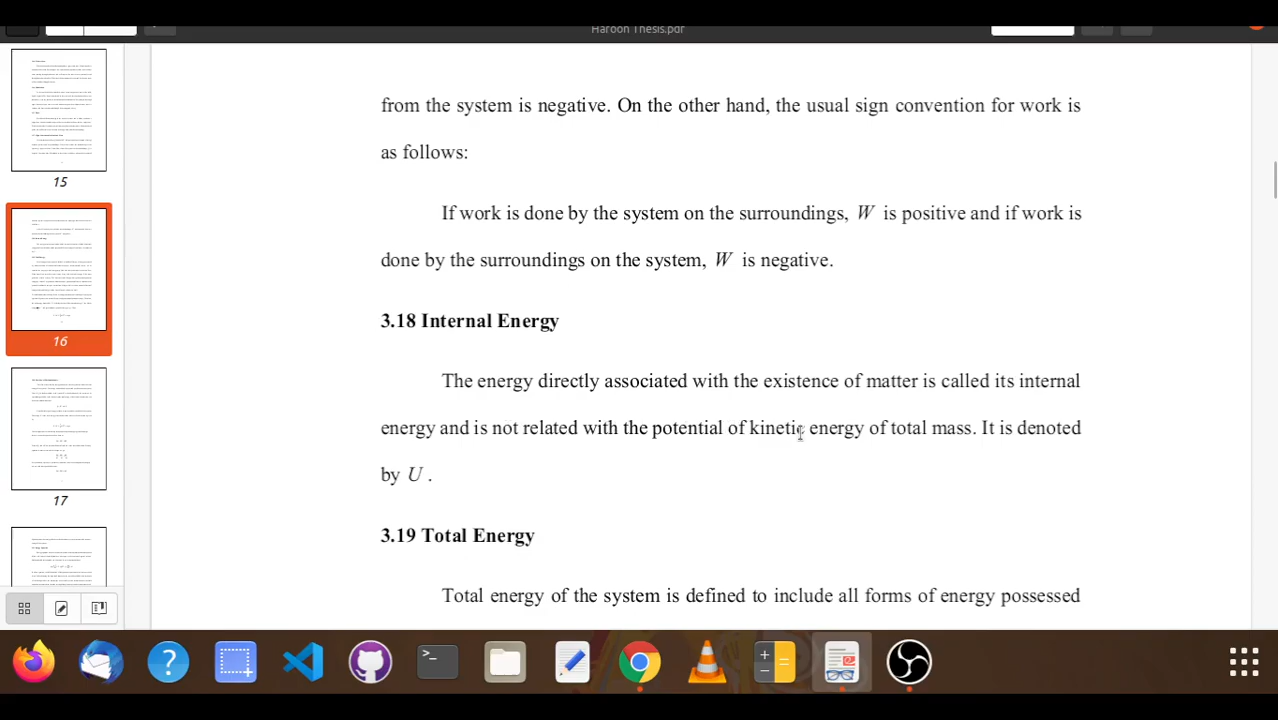 Haroon Thesis.pdf
from the system is negative. On the other hand, the usual sign convention for work is
as follows:
If work is done by the system on the surroundings, W is positive and if work is
done by the surroundings on the system, W is negative.
3.18 Internal Energy
The energy directly associated with the existence of matter is called its internal
energy and is not related with the potential of kinetic energy of total mass. It is denoted
by U .
3.19 Total Energy
Total energy of the system is defined to include all forms of energy possessed
15
16
17